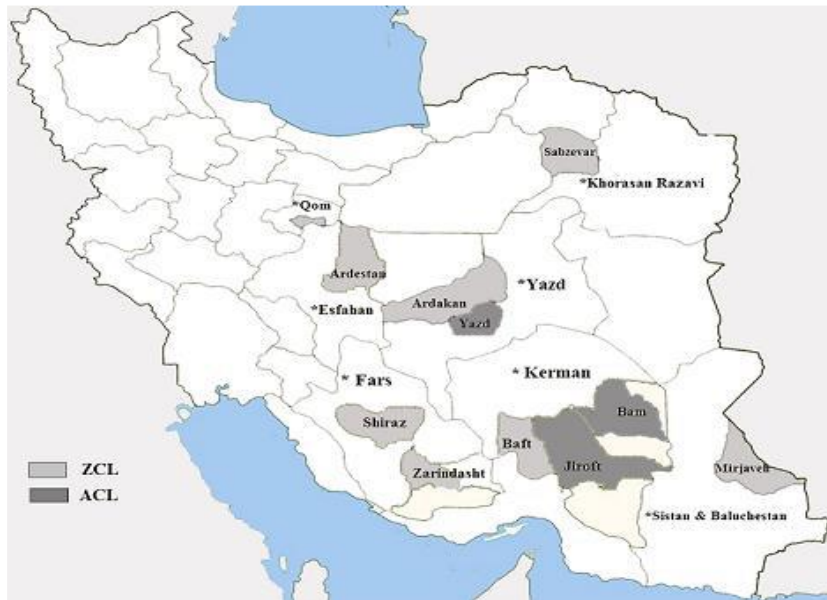 Sabzevar
*Khorasan Razavi
*Qom
Ardestan
Ardakan
*Yazd
*Esfahan
Yazd
* Fars
* Kerman
Shiraz
Bam
Baft
Jiroft
Zarindasht
Mirjaveh
ZCL
ACL
*Sistan & Baluchestan